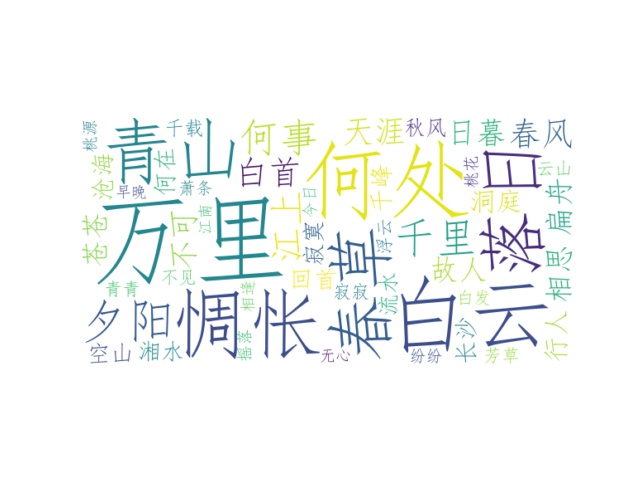 桃源
青山
千载
何事
天涯
秋风
日暮
春风
沧海
何在
白首
何处
千峰
桃花
落日
早晚
萧条
万里
不可
江南
江上
今日
寂寞
浮云
春草
千里
洞庭
扁舟
苍苍
青青
不见
相逢
回首
寂寂
流水
故人
白云
白发
相思
夕阳
惆怅
摇落
空山
湘水
无心
纷纷
长沙
芳草
行人